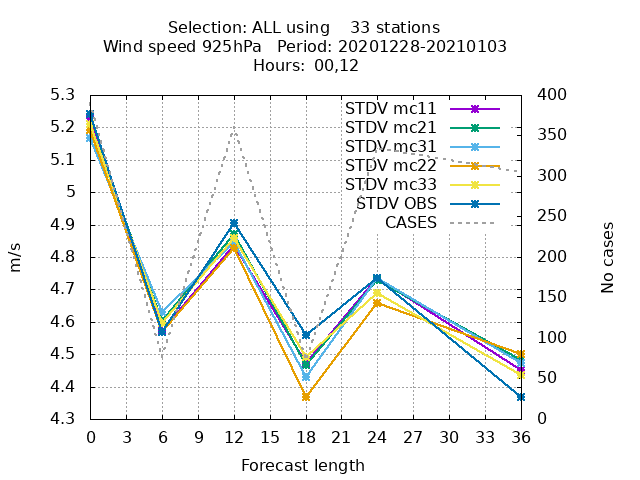 Selection: ALL using 33 stations
Wind speed 925hPa Period: 20201228-20210103
Hours: 00,12
5.3
5.2
5.1
5
4.9
4.8
4.7
4.6
4.5
4.4
4.3
m/s
STDV mc11
STDV mc21
STDV mc31
STDV mc22
STDV mc33
STDV OBS
CASES
400
350
300
250
200
150
100
50
0
No cases
0 3 6 9 12 15 18 21 24 27 30 33 36
Forecast length